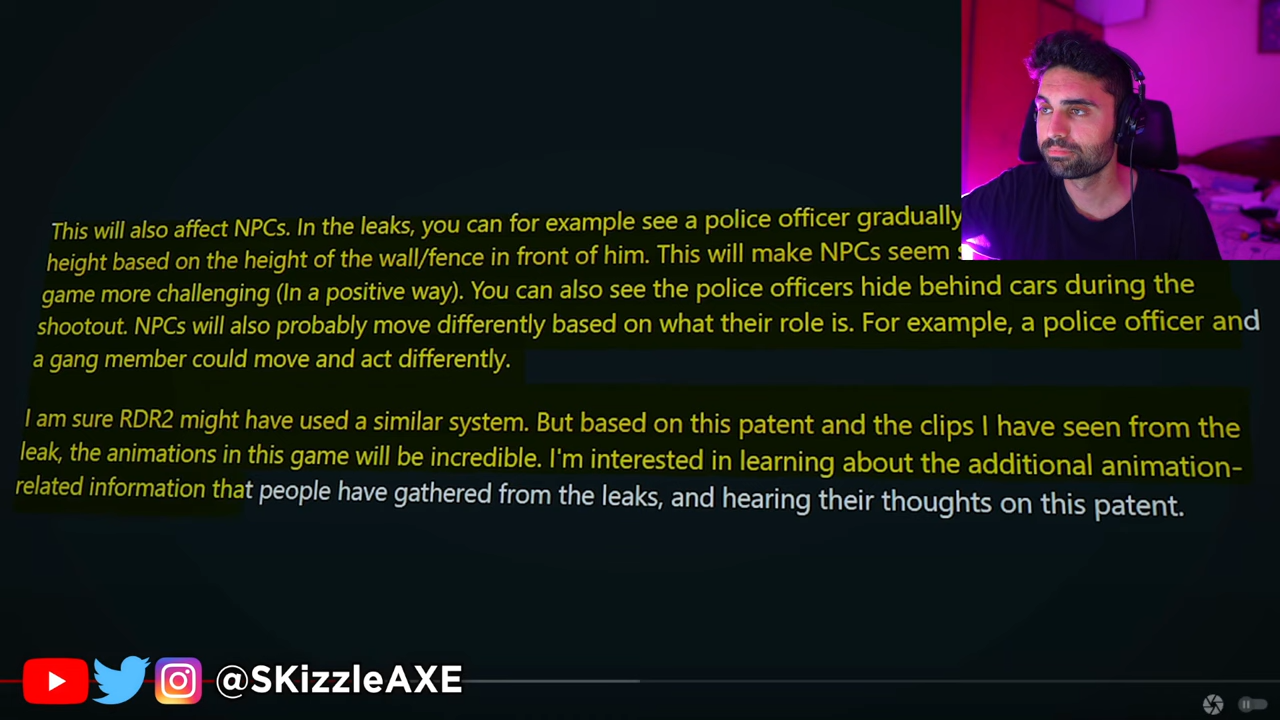 This will also affect NPCs. In the leaks, you can for example see a police officer gradually
height based on the height of the wall/fence in front of him. This will make NPCs seem
game more challenging (In a positive way). You can also see the police officers hide behind cars during the
shootout. NPCs will also probably move differently based on what their role is. For example, a police officer and
a gang member could move and act differently.
I am sure RDR2 might have used a similar system. But based on this patent and the clips I have seen from the
leak, the animations in this game will be incredible. I'm interested in learning about the additional animation-
related information that people have gathered from the leaks, and hearing their thoughts on this patent.
@SKizzleAXE